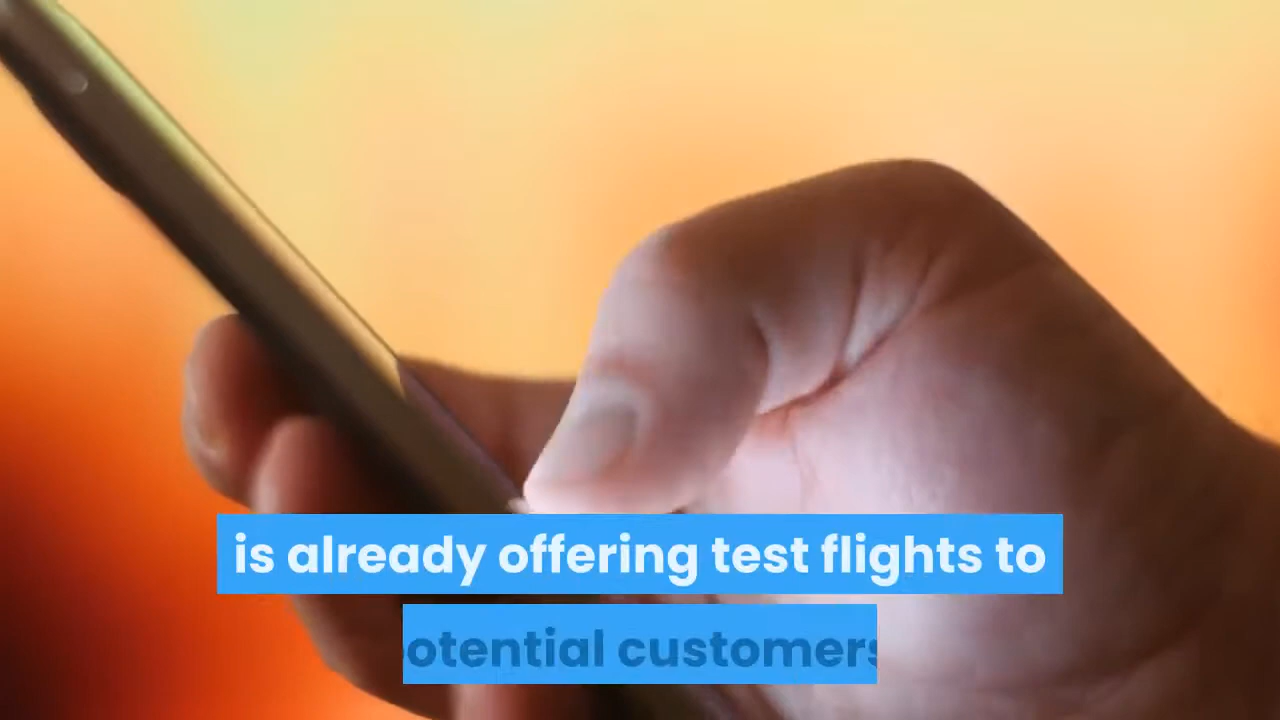 is already offering test flights to
otential customers